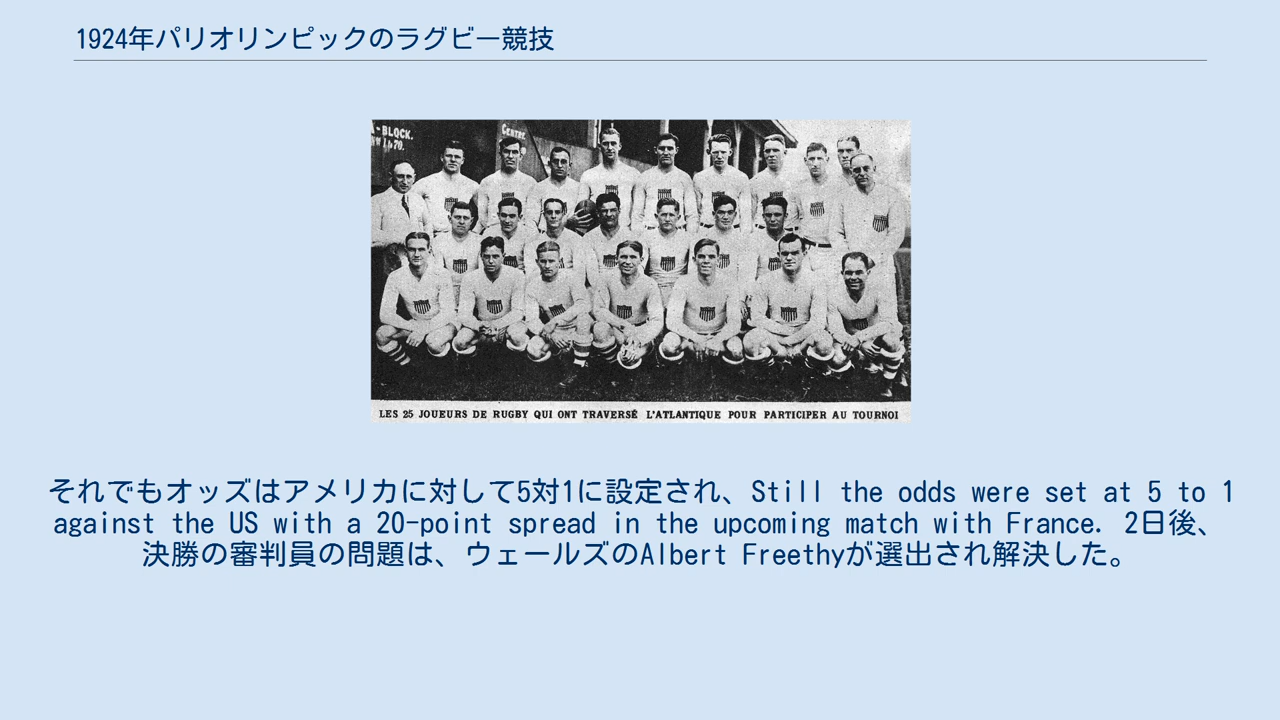 1924年パリオリンピックのラグビー競技
A-BLOCK.
CENTRE.
LES 25 JOUEURS DE RUGBY QUI ONT TRAVERSÉ L'ATLANTIQUE POUR PARTICIPER AU TOURNOI
それでもオッズはアメリカに対して5対1に設定され、Still the odds were set at 5 to 1
against the US with a 20-point spread in the upcoming match with France. 2日後、
決勝の審判員の問題は、ウェールズのAlbert Freethyが選出され解決した。